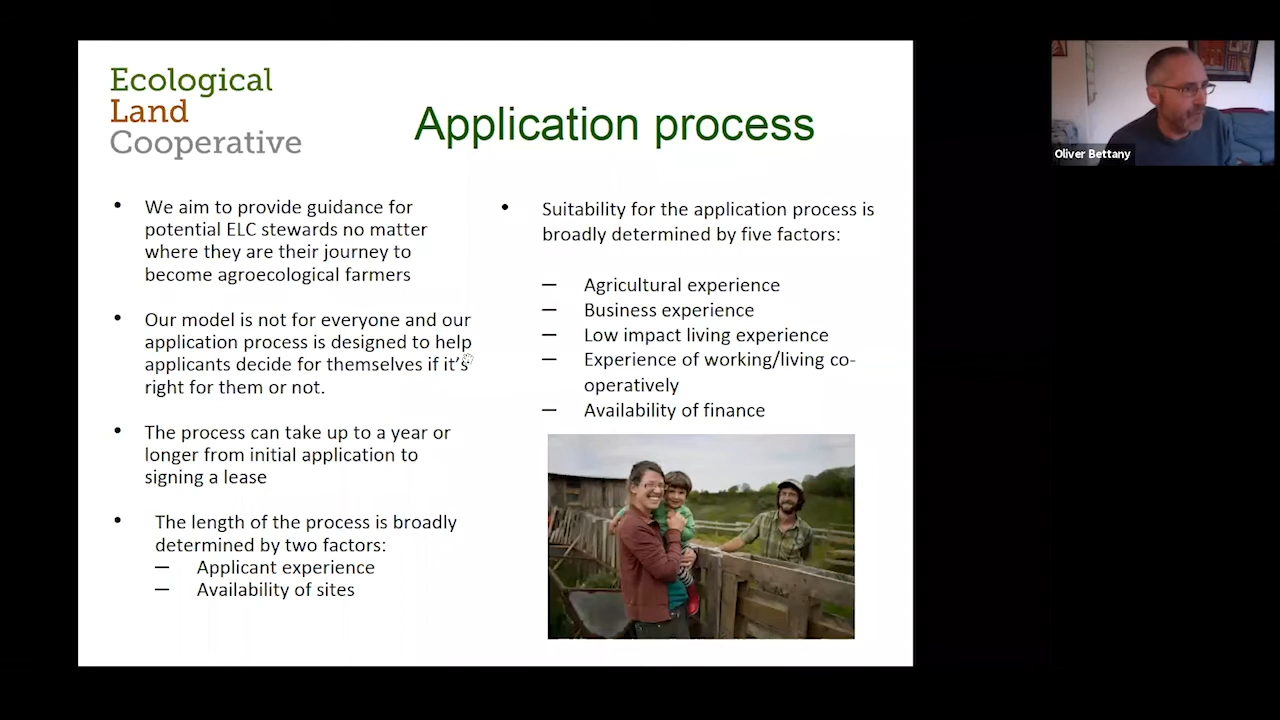 Ecological
Land
Cooperative
Application process
• We aim to provide guidance for
potential ELC stewards no matter
where they are their journey to
become agroecological farmers
• Our model is not for everyone and our
application process is designed to help
applicants decide for themselves if it's
right for them or not.
• The process can take up to a year or
longer from initial application to
signing a lease
• The length of the process is broadly
determined by two factors:
– Applicant experience
– Availability of sites
• Suitability for the application process is
broadly determined by five factors:
– Agricultural experience
– Business experience
– Low impact living experience
– Experience of working/living co-
operatively
– Availability of finance
Oliver Bettany